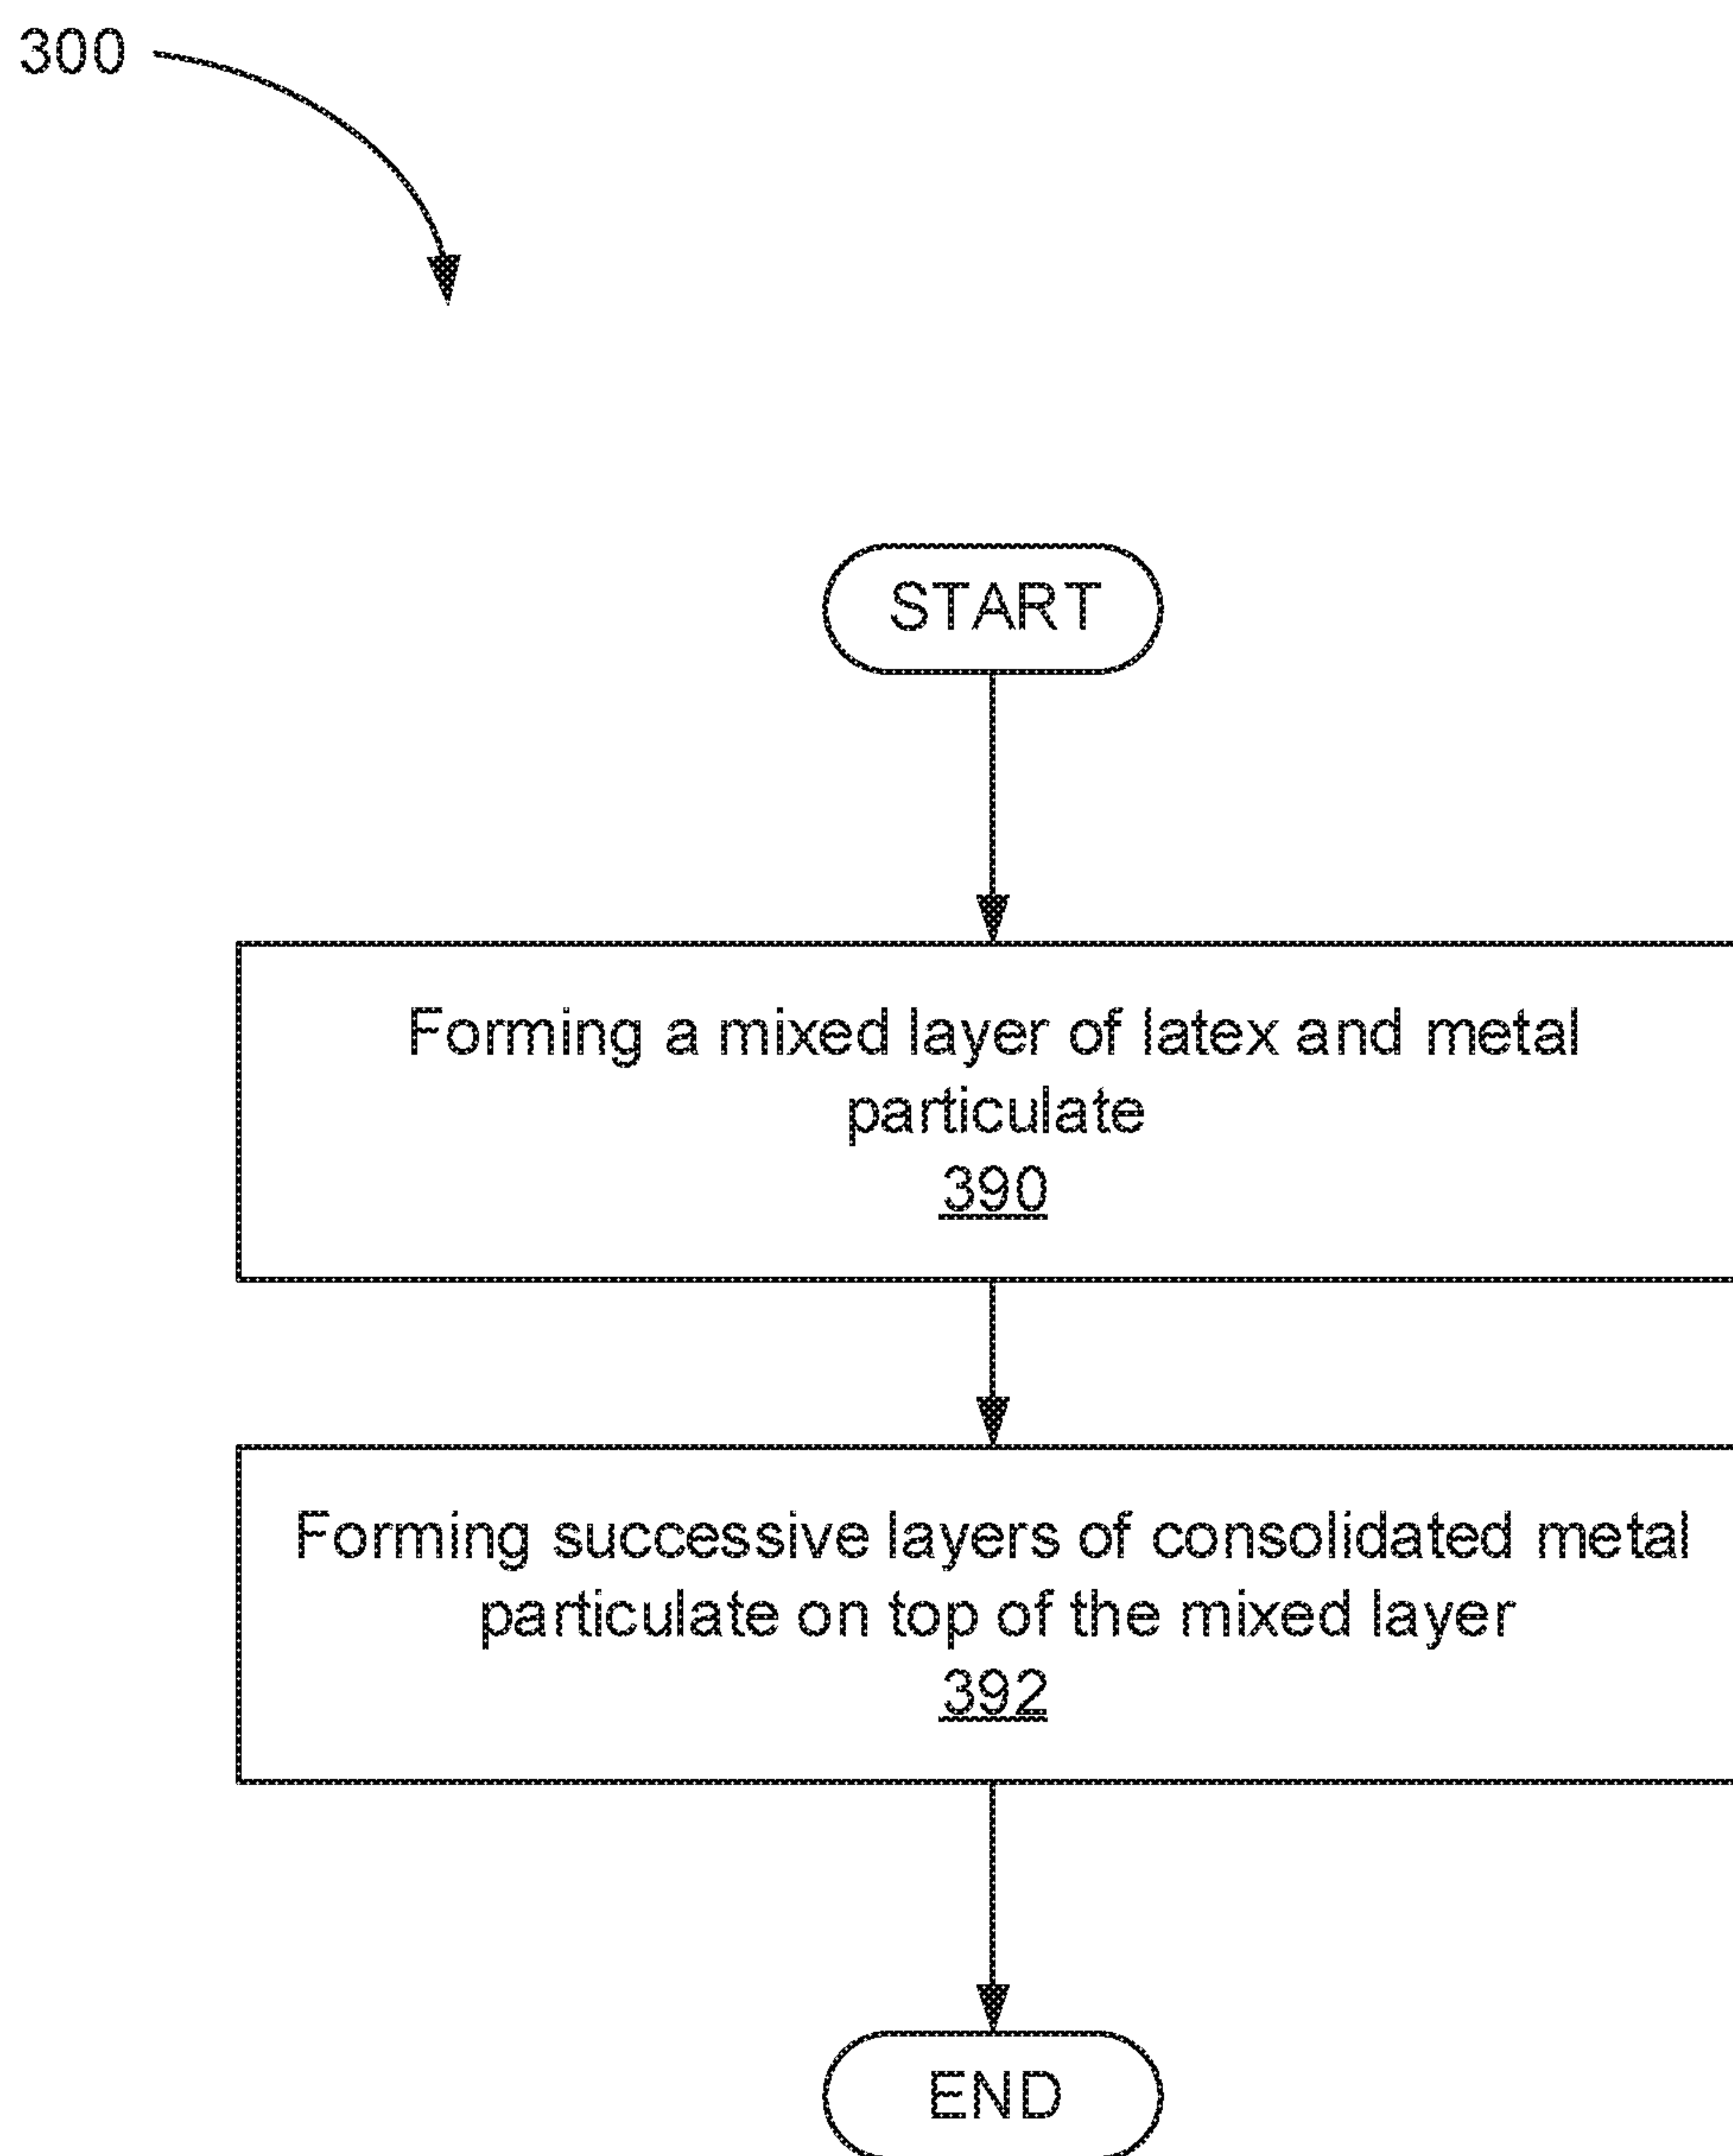 300
START
Forming a mixed layer of latex and metal
particulate
390
Forming successive layers of consolidated metal
particulate on top of the mixed layer
392
END